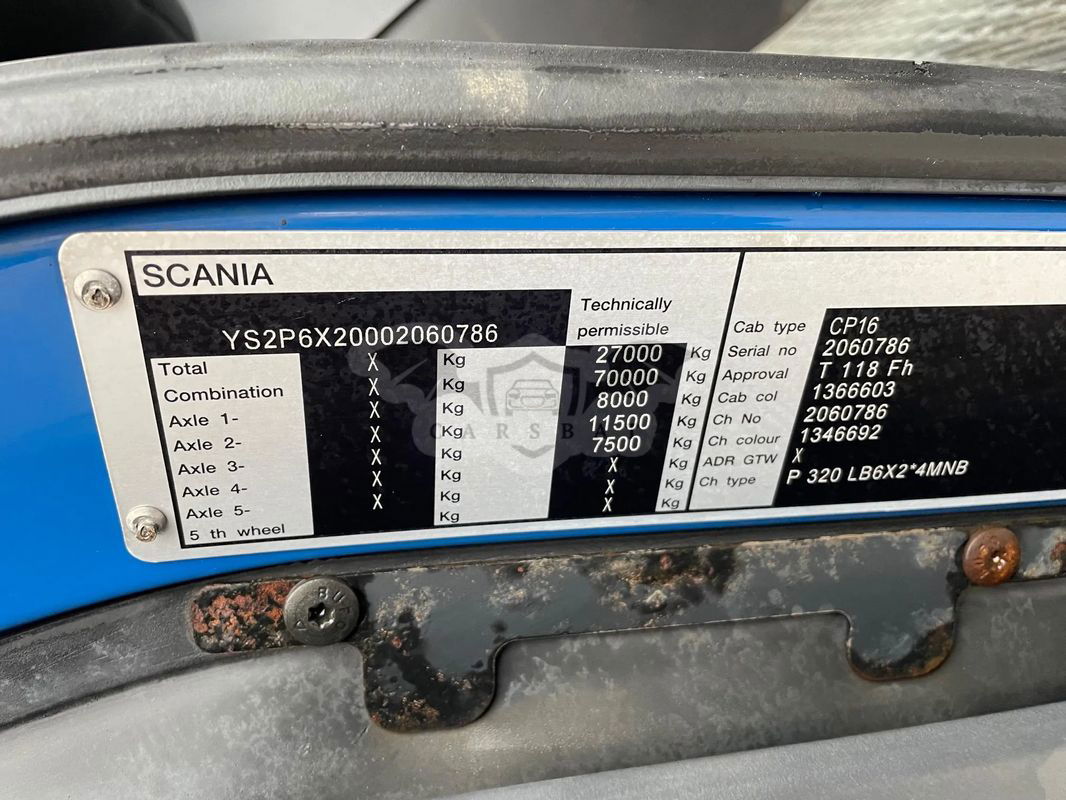 SCANIA
YS2P6X20002060786
Technically
permissible
Total X Kg 27000 Kg
Combination X Kg 70000 Kg
Axle 1- X Kg 8000 Kg
Axle 2- X Kg 11500 Kg
Axle 3- X Kg 7500 Kg
Axle 4- X Kg X Kg
Axle 5- X Kg X Kg
5 th wheel X Kg X Kg
Cab type CP16
Serial no 2060786
Approval T 118 Fh
Cab col 1366603
Ch No 2060786
Ch colour 1346692
ADR GTW X
Ch type P 320 LB6X2*4MNB